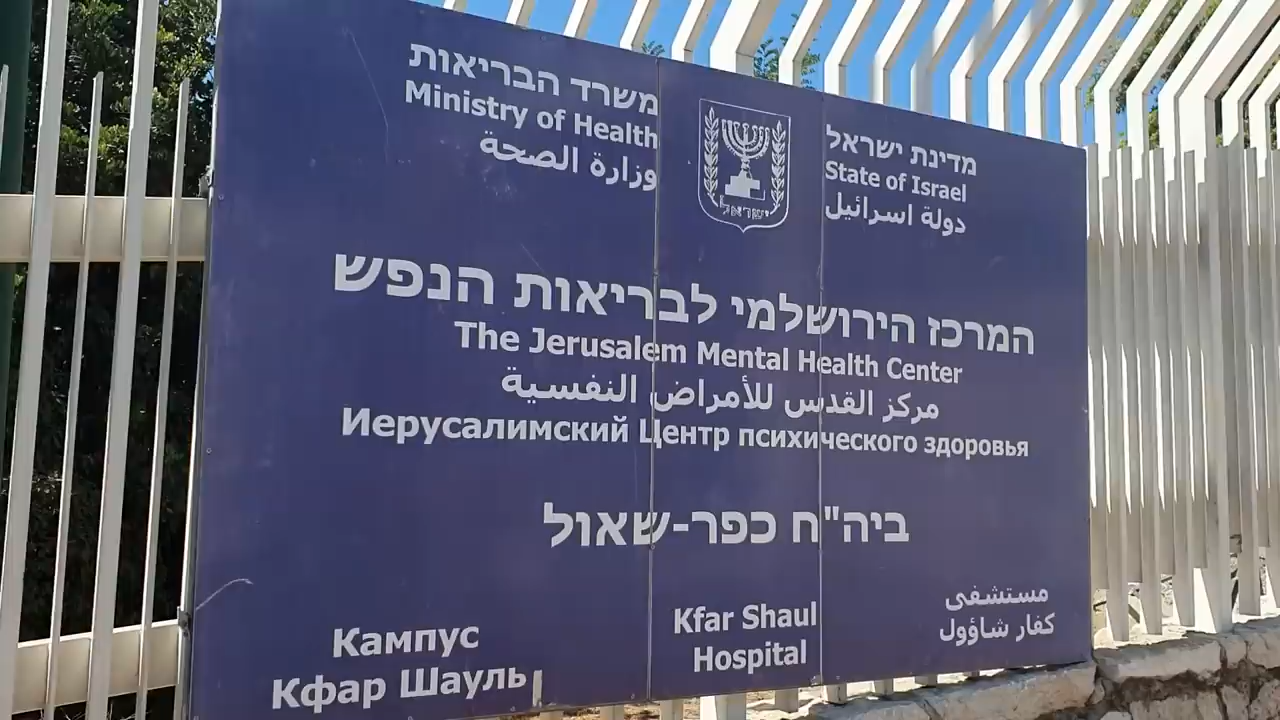 משרד הבריאות
Ministry of Health
وزارة الصحة
ישראל
מדינת ישראל
State of Israel
دولة اسرائيل
המרכז הירושלמי לבריאות הנפש
The Jerusalem Mental Health Center
مركز القدس للأمراض النفسية
Иерусалимский Центр психического здоровья
ביה"ח כפר-שאול
Кампус
Кфар Шауль
Kfar Shaul
Hospital
مستشفى
كفار شاؤول